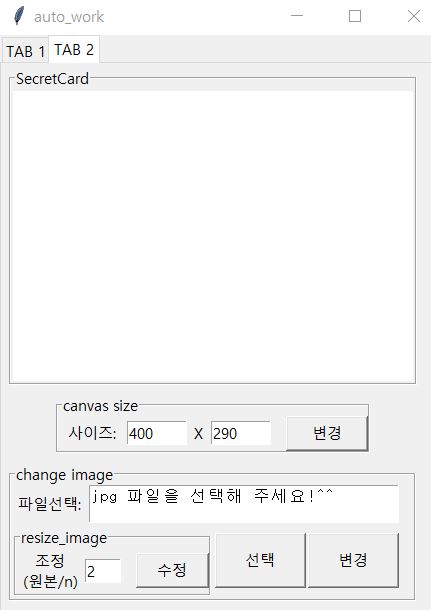 auto_work
TAB 1 TAB 2
SecretCard
canvas size
사이즈: 400 X 290 변경
change image
파일선택: jpg 파일을 선택해 주세요!^^
resize_image
조정
(원본/n) 2 수정 선택 변경